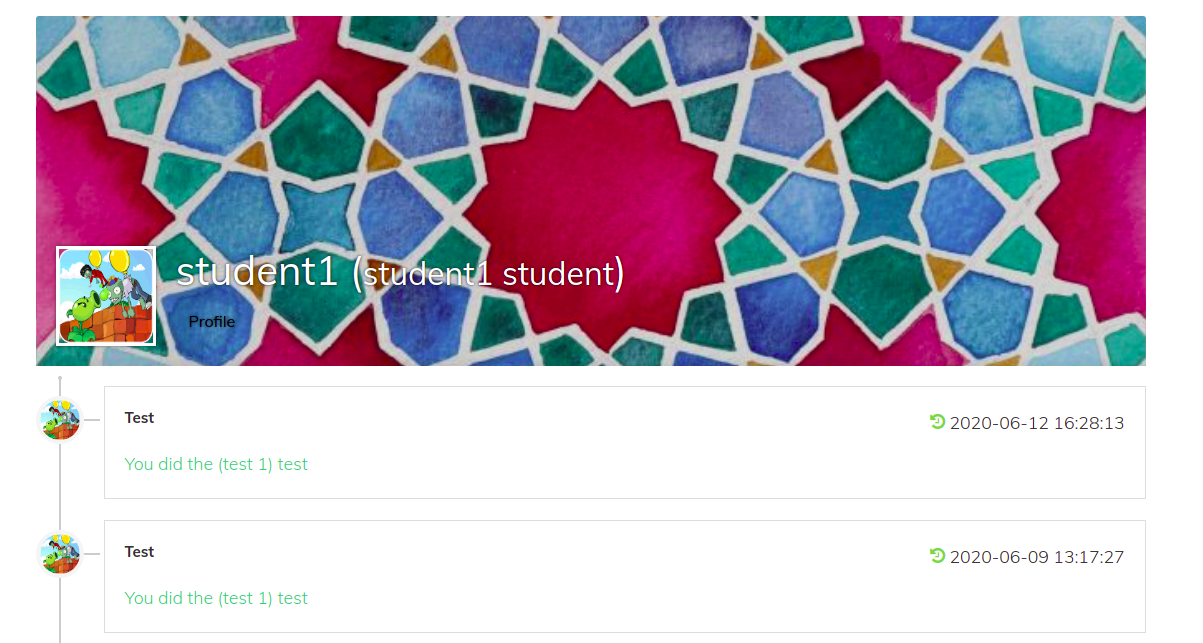 student1 (student1 student)
Profile
Test
2020-06-12 16:28:13
You did the (test 1) test
Test
2020-06-09 13:17:27
You did the (test 1) test